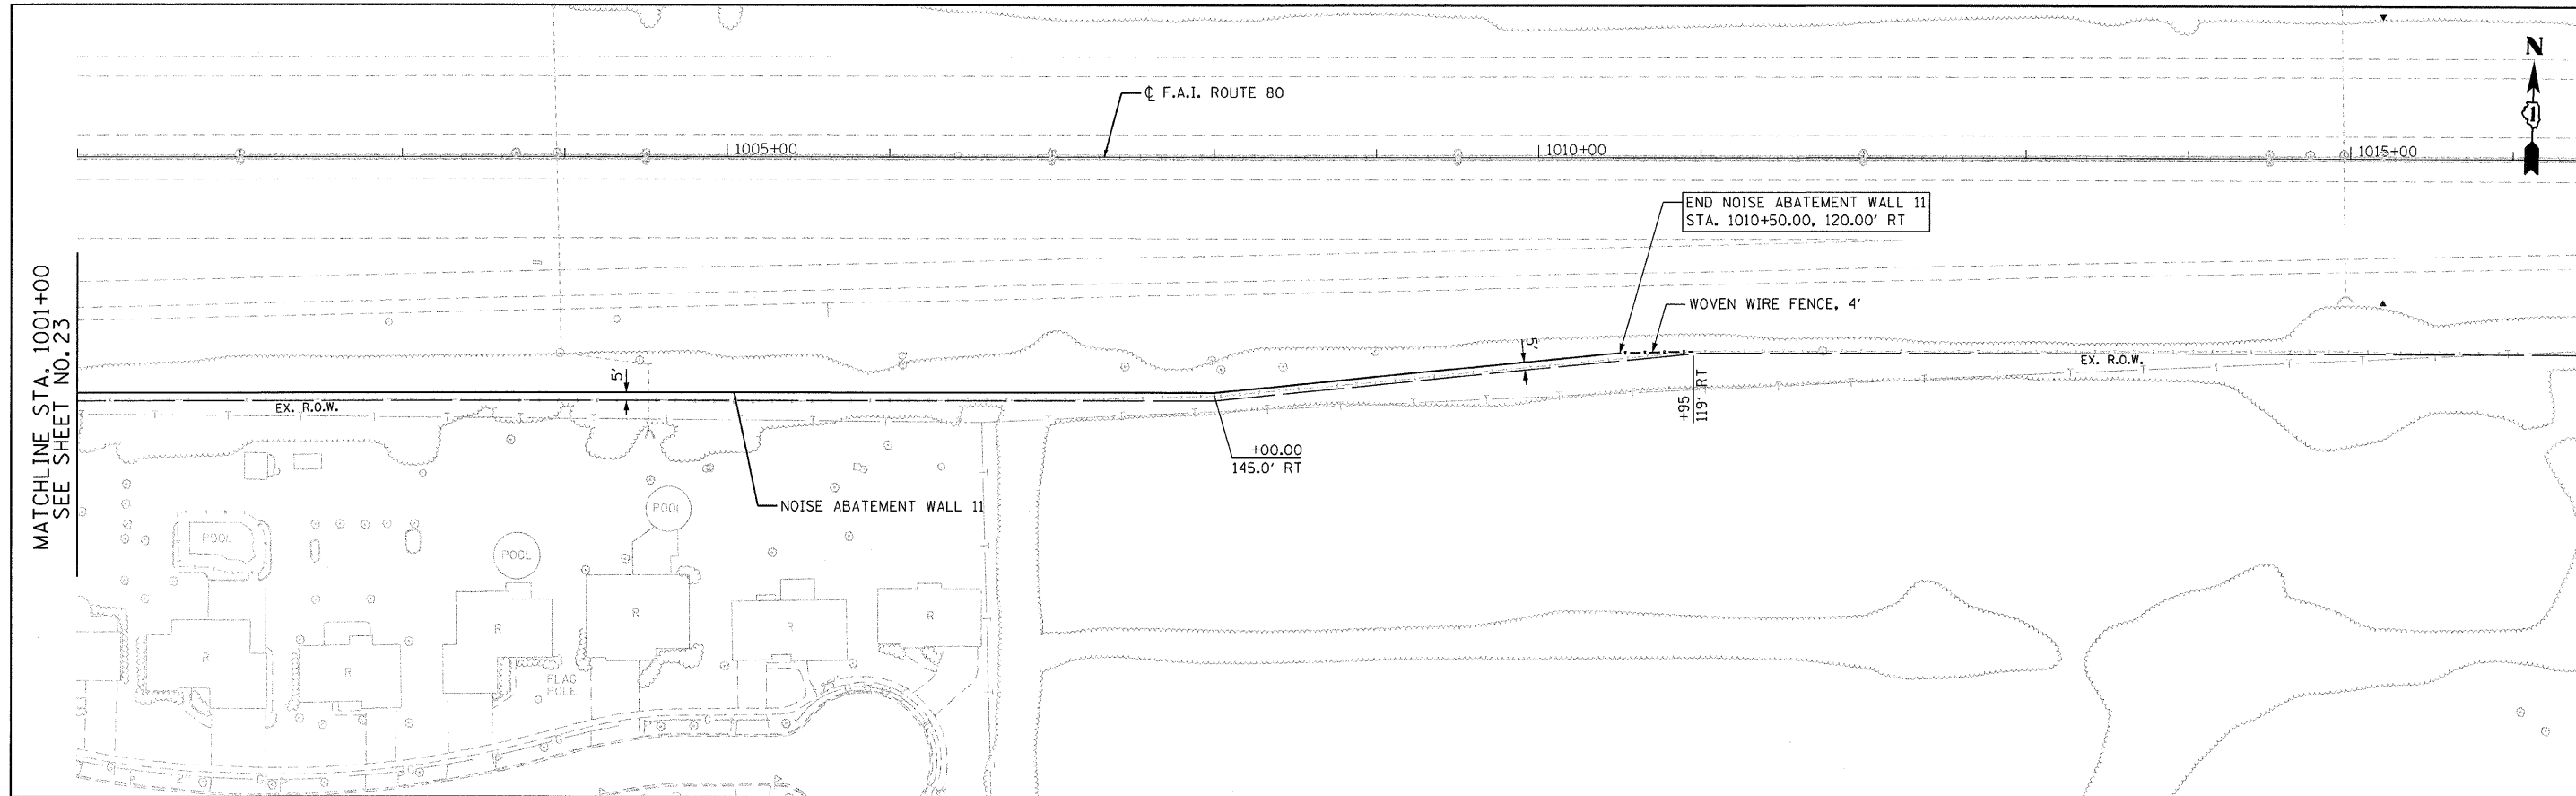 N
1
℄ F.A.I. ROUTE 80
1005+00
1010+00
1015+00
END NOISE ABATEMENT WALL 11
STA. 1010+50.00, 120.00' RT
WOVEN WIRE FENCE, 4'
MATCHLINE STA. 1001+00
SEE SHEET NO. 23
5'
5'
EX. R.O.W.
EX. R.O.W.
+95
119' RT
+00.00
145.0' RT
NOISE ABATEMENT WALL 11
POOL
POOL
POOL
R
R
R
R
R
R
FLAG
POLE